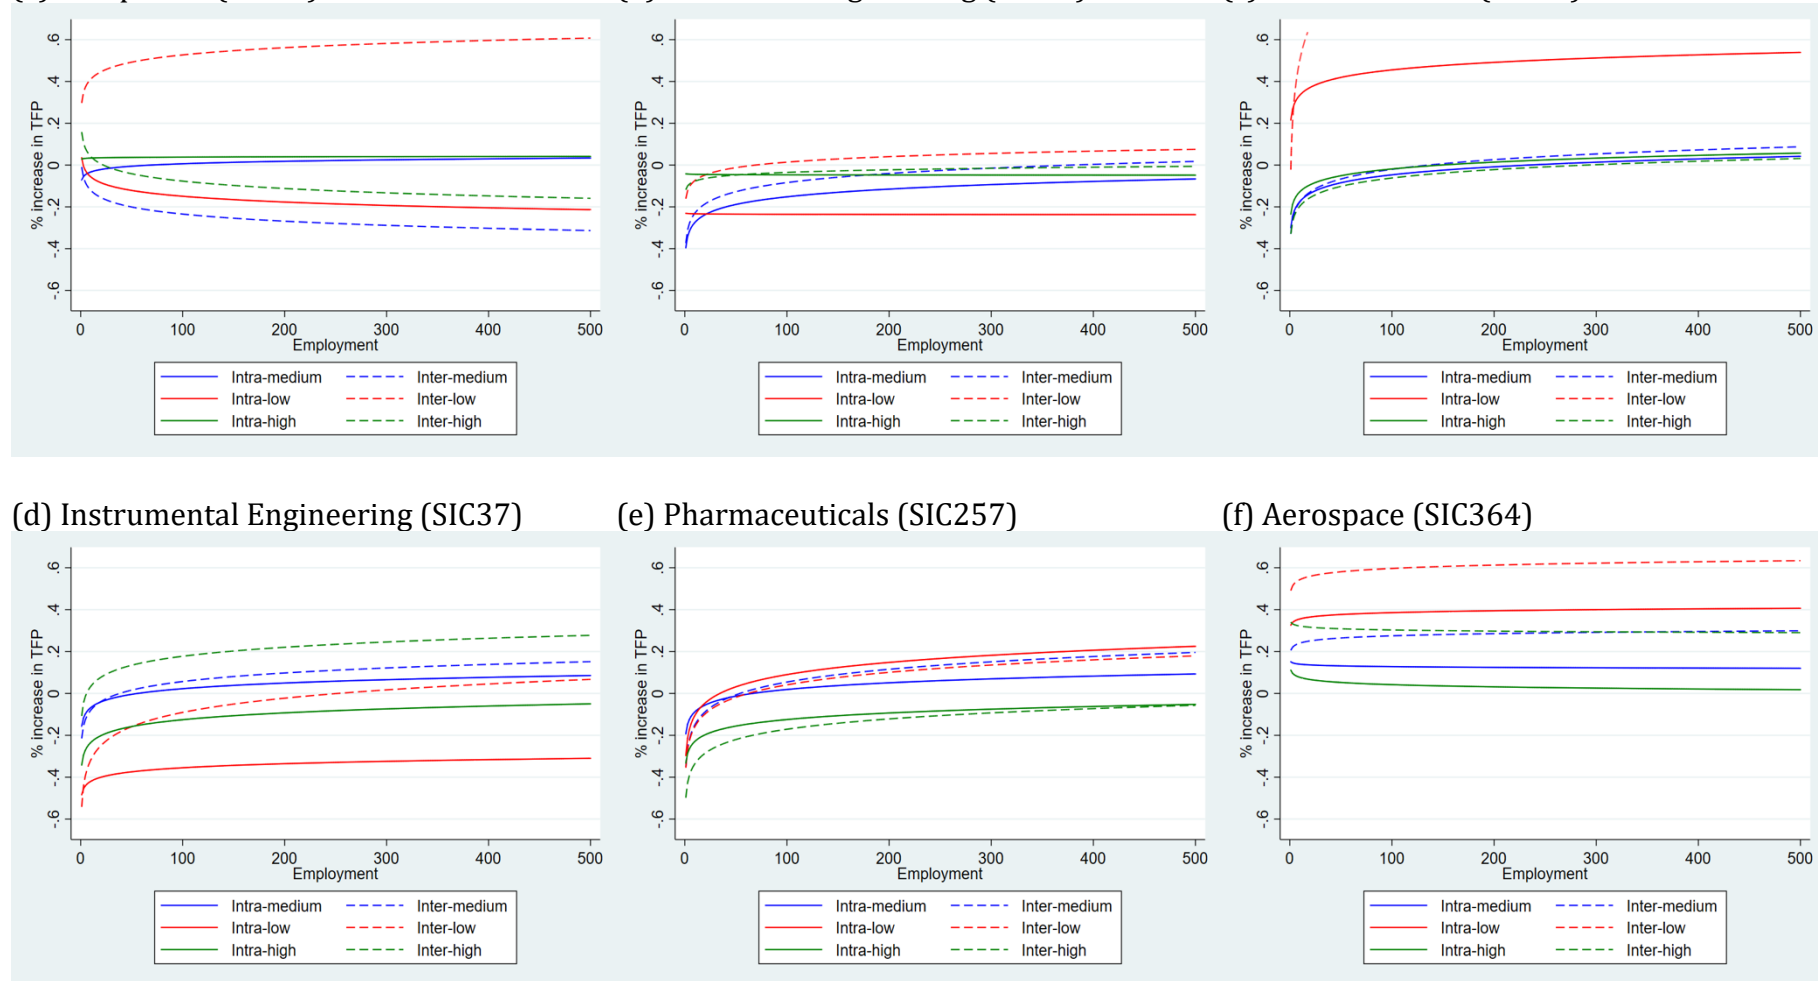 .6 .4 .2 0 -.2 -.4 -.6
% increase in TFP
0 100 200 300 400 500
Employment
Intra-medium Inter-medium
Intra-low Inter-low
Intra-high Inter-high
.6 .4 .2 0 -.2 -.4 -.6
% increase in TFP
0 100 200 300 400 500
Employment
Intra-medium Inter-medium
Intra-low Inter-low
Intra-high Inter-high
.6 .4 .2 0 -.2 -.4 -.6
% increase in TFP
0 100 200 300 400 500
Employment
Intra-medium Inter-medium
Intra-low Inter-low
Intra-high Inter-high
(d) Instrumental Engineering (SIC37)
(e) Pharmaceuticals (SIC257)
(f) Aerospace (SIC364)
.6 .4 .2 0 -.2 -.4 -.6
% increase in TFP
0 100 200 300 400 500
Employment
Intra-medium Inter-medium
Intra-low Inter-low
Intra-high Inter-high
.6 .4 .2 0 -.2 -.4 -.6
% increase in TFP
0 100 200 300 400 500
Employment
Intra-medium Inter-medium
Intra-low Inter-low
Intra-high Inter-high
.6 .4 .2 0 -.2 -.4 -.6
% increase in TFP
0 100 200 300 400 500
Employment
Intra-medium Inter-medium
Intra-low Inter-low
Intra-high Inter-high